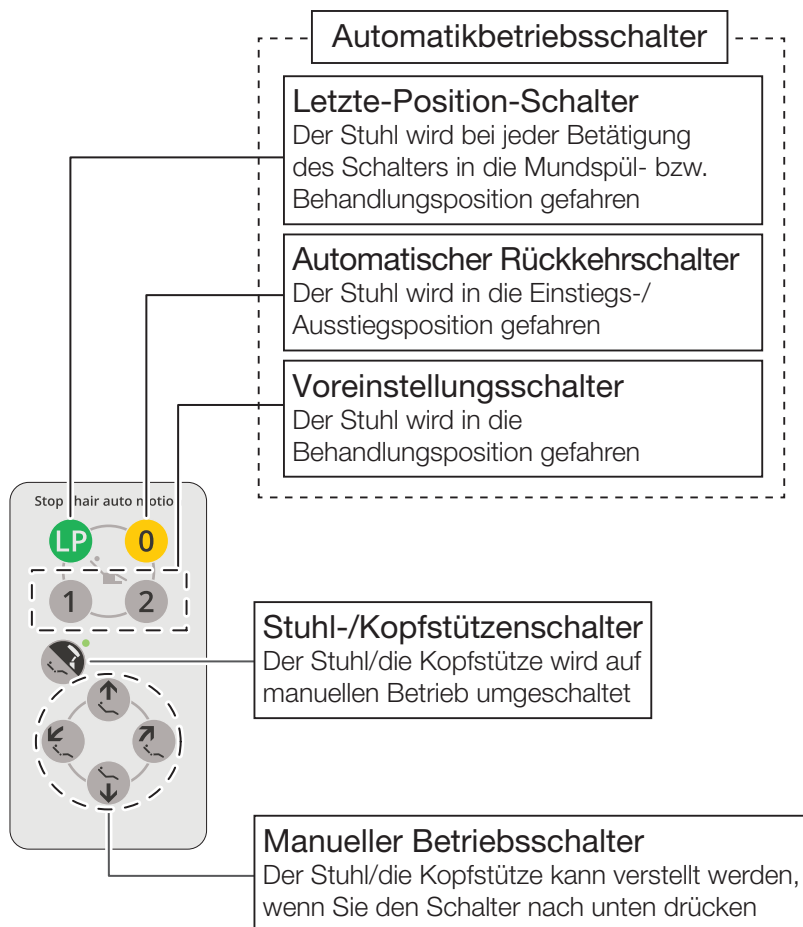 Automatikbetriebsschalter
Letzte-Position-Schalter
Der Stuhl wird bei jeder Betätigung
des Schalters in die Mundspül- bzw.
Behandlungsposition gefahren
Automatischer Rückkehrschalter
Der Stuhl wird in die Einstiegs-/
Ausstiegsposition gefahren
Voreinstellungsschalter
Der Stuhl wird in die
Behandlungsposition gefahren
Stop chair auto motion
LP 0
1 2
Stuhl-/Kopfstützenschalter
Der Stuhl/die Kopfstütze wird auf
manuellen Betrieb umgeschaltet
Manueller Betriebsschalter
Der Stuhl/die Kopfstütze kann verstellt werden,
wenn Sie den Schalter nach unten drücken